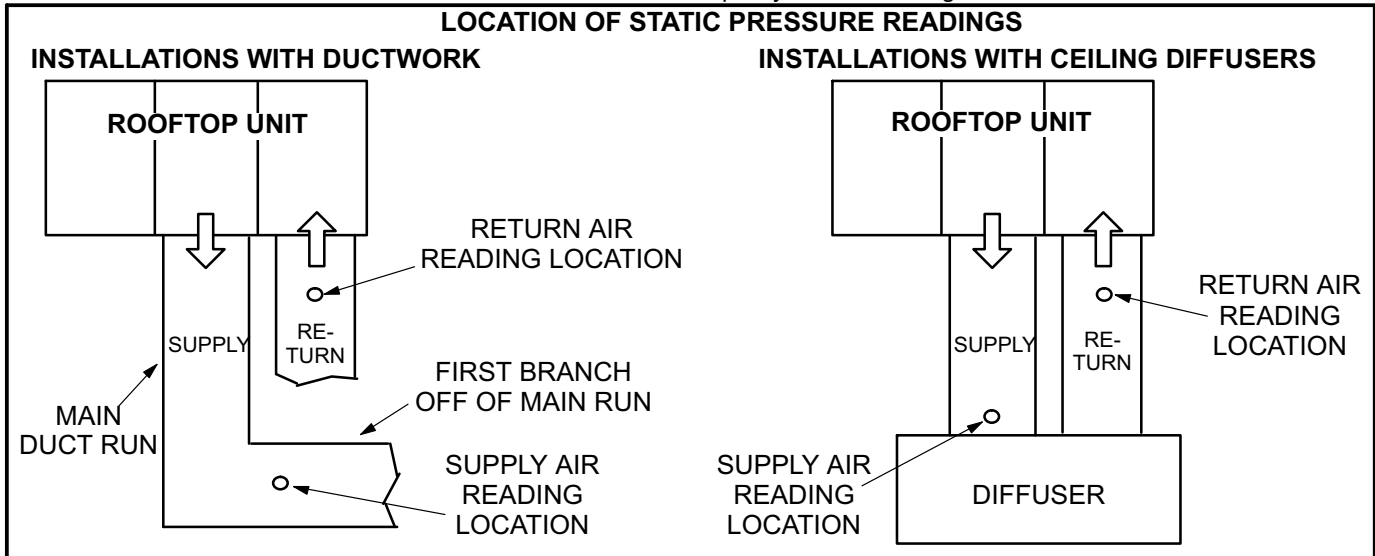 LOCATION OF STATIC PRESSURE READINGS
INSTALLATIONS WITH DUCTWORK
ROOFTOP UNIT
RETURN AIR
READING LOCATION
SUPPLY
RE-
TURN
FIRST BRANCH
OFF OF MAIN RUN
MAIN
DUCT RUN
SUPPLY AIR
READING
LOCATION
INSTALLATIONS WITH CEILING DIFFUSERS
ROOFTOP UNIT
RETURN AIR
READING
LOCATION
SUPPLY
RE-
TURN
SUPPLY AIR
READING
LOCATION
DIFFUSER